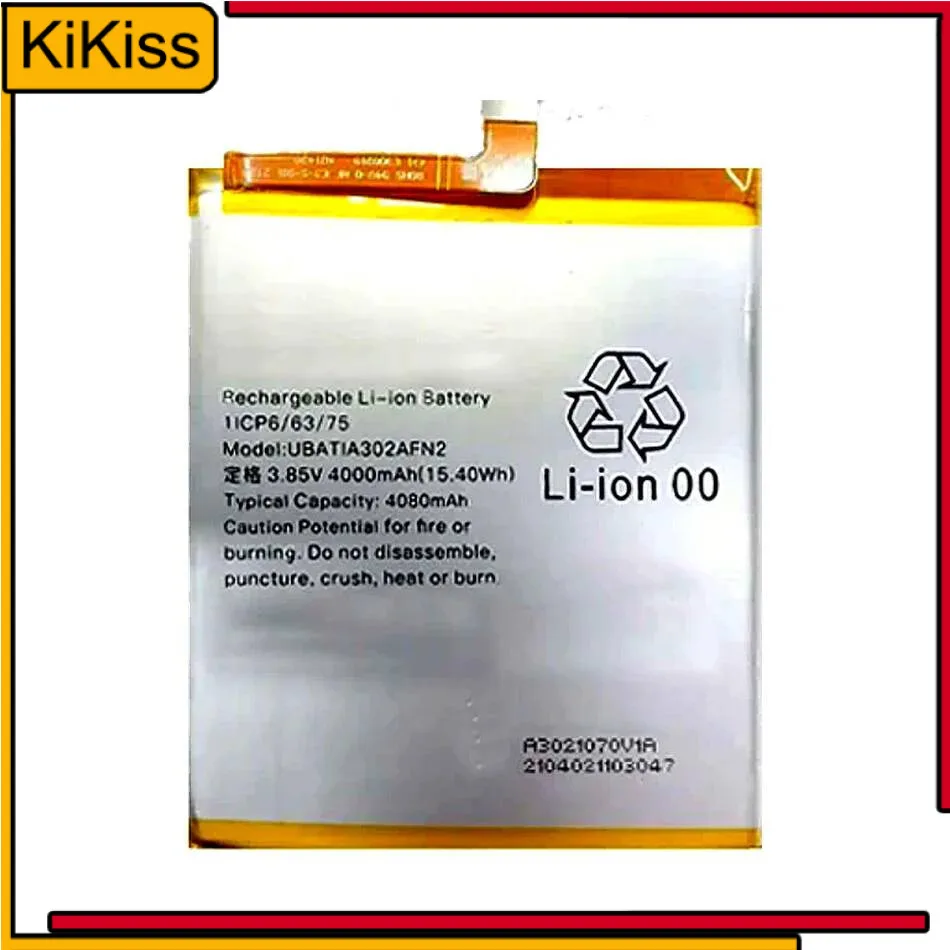 KiKiss
Rechargeable Li-ion Battery
1ICP6/63/75
Model:UBATIA302AFN2
定格 3.85V 4000mAh(15.40Wh)
Typical Capacity: 4080mAh
Caution Potential for fire or
burning. Do not disassemble,
puncture, crush, heat or burn
Li-ion 00
A3021070V1A
2104021103047